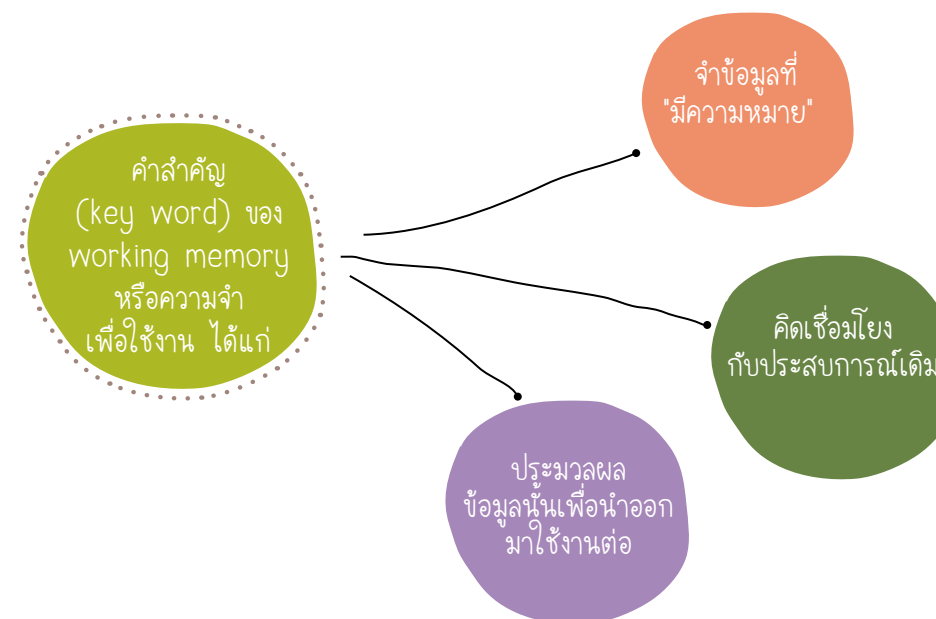 คำสำคัญ
(key word) ของ
working memory
หรือความจำ
เพื่อใช้งาน ได้แก่
จำข้อมูลที่
"มีความหมาย"
คิดเชื่อมโยง
กับประสบการณ์เดิม
ประมวลผล
ข้อมูลนั้นเพื่อนำออก
มาใช้งานต่อ